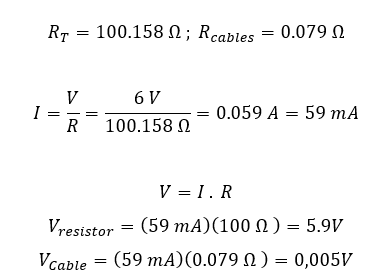 R_T = 100.158 Ω ; R_cables = 0.079 Ω
I = V/R = 6 V/100.158 Ω = 0.059 A = 59 mA
V = I . R
V_resistor = (59 mA)(100 Ω ) = 5.9V
V_Cable = (59 mA)(0.079 Ω ) = 0,005V